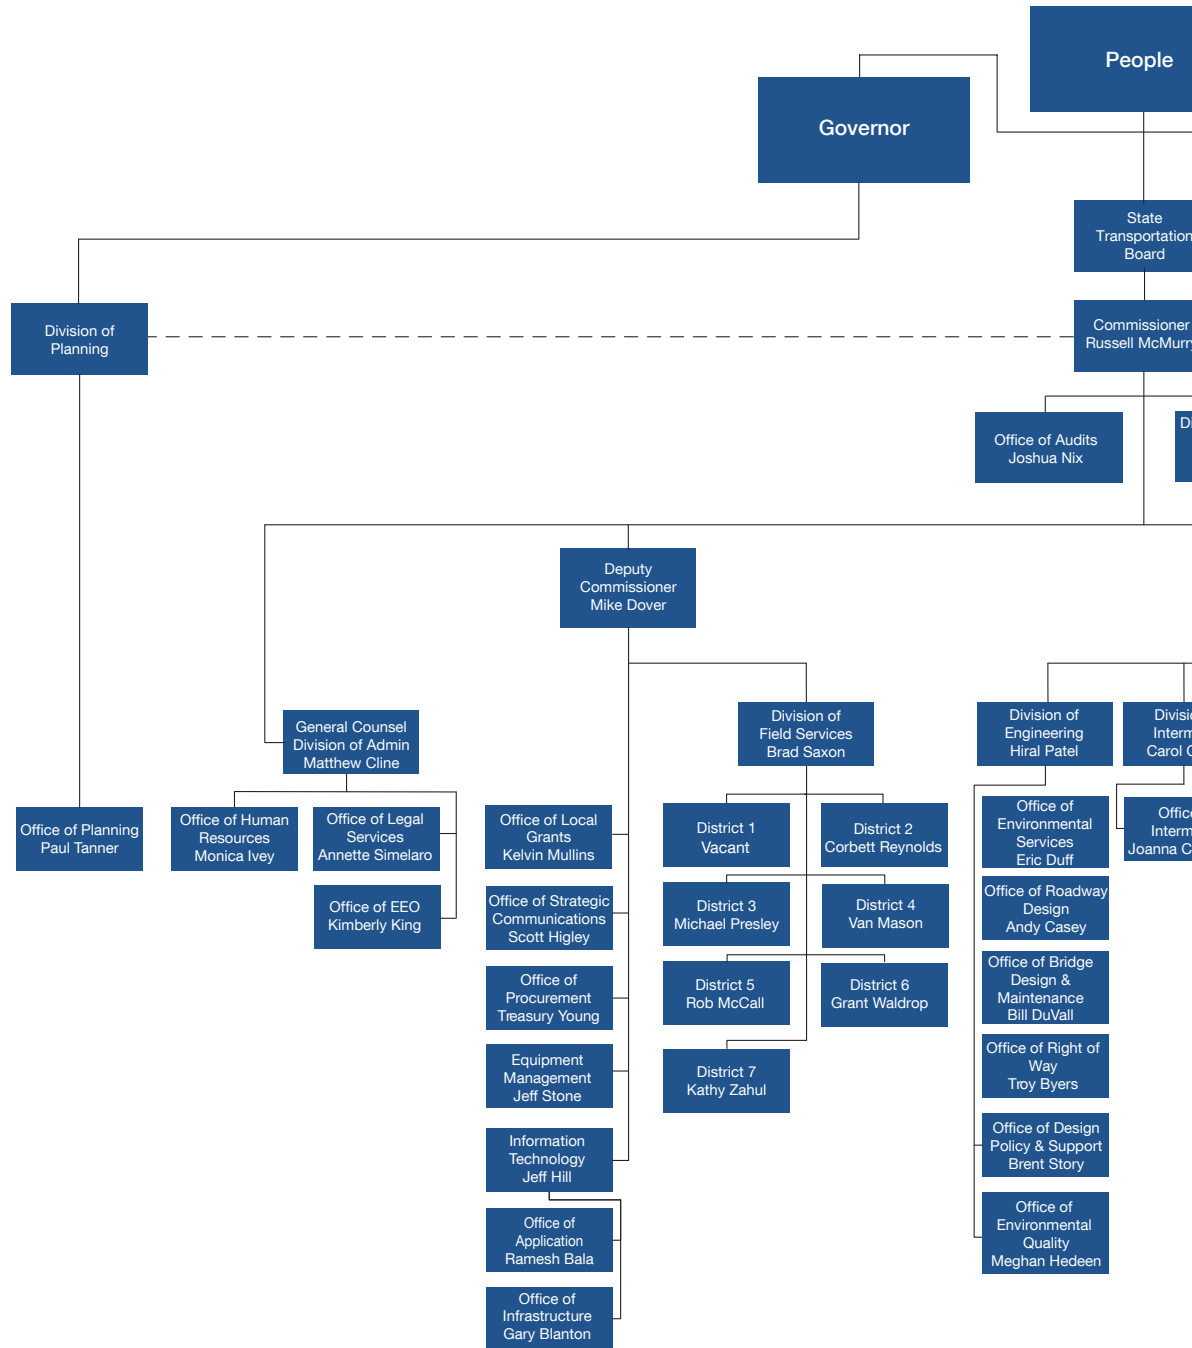 People
Governor
State
Transportation
Board
Division of
Planning
Commissioner
Russell McMurry
Office of Audits
Joshua Nix
Deputy
Commissioner
Mike Dover
General Counsel
Division of Admin
Matthew Cline
Division of
Field Services
Brad Saxon
Division of
Engineering
Hiral Patel
Carol
Office of Planning
Paul Tanner
Office of Human
Resources
Monica Ivey
Office of Legal
Services
Annette Simelaro
Office of EEO
Kimberly King
Office of Local
Grants
Kelvin Mullins
Office of Strategic
Communications
Scott Higley
Office of
Procurement
Treasury Young
Equipment
Management
Jeff Stone
Information
Technology
Jeff Hill
Office of
Application
Ramesh Bala
Office of
Infrastructure
Gary Blanton
District 1
Vacant
District 2
Corbett Reynolds
District 3
Michael Presley
District 4
Van Mason
District 5
Rob McCall
District 6
Grant Waldrop
District 7
Kathy Zahul
Office of
Environmental
Services
Eric Duff
Office of Roadway
Design
Andy Casey
Office of Bridge
Design &
Maintenance
Bill DuVall
Office of Right of
Way
Troy Byers
Office of Design
Policy & Support
Brent Story
Office of
Environmental
Quality
Meghan Hedeen
Office
Joanna